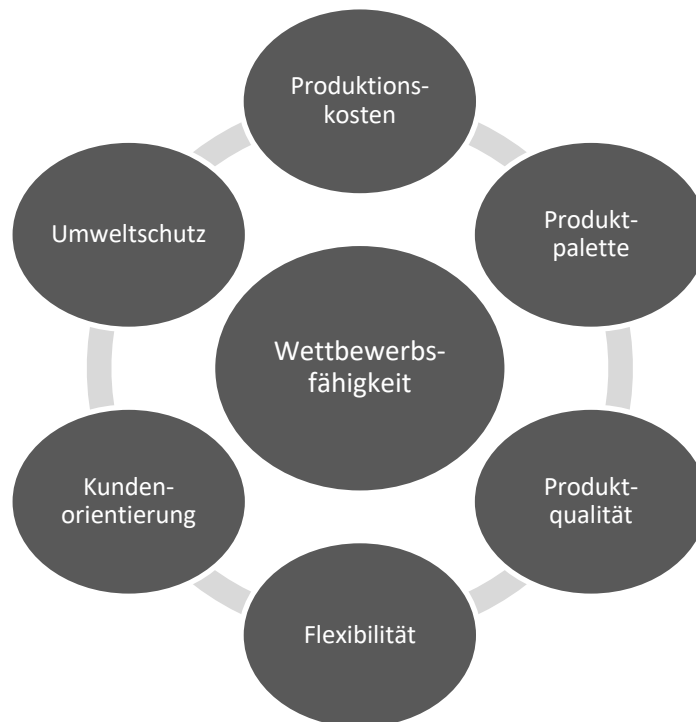 Produktions-
kosten
Produkt-
palette
Produkt-
qualität
Flexibilität
Kunden-
orientierung
Umweltschutz
Wettbewerbs-
fähigkeit